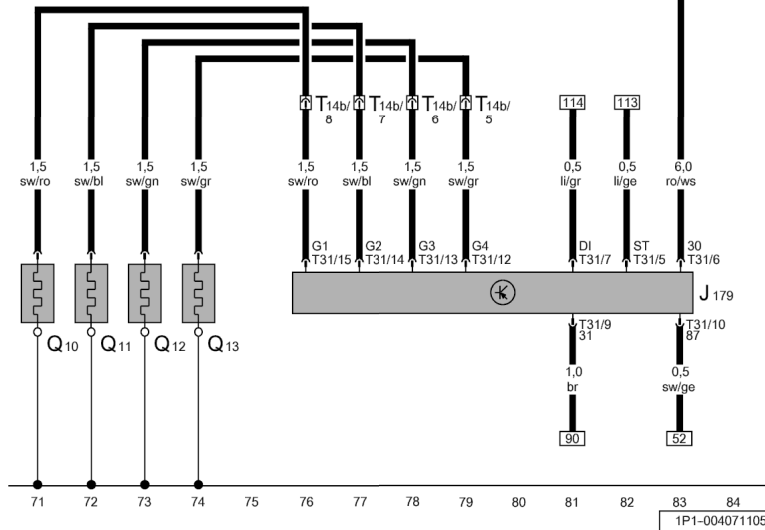 T14b/ 8
T14b/ 7
T14b/ 6
T14b/ 5
114
113
1,5 sw/ro
1,5 sw/bl
1,5 sw/gn
1,5 sw/gr
1,5 sw/ro
1,5 sw/bl
1,5 sw/gn
1,5 sw/gr
0,5 li/gr
0,5 li/ge
6,0 ro/ws
G1 T31/15
G2 T31/14
G3 T31/13
G4 T31/12
DI T31/7
ST T31/5
30 T31/6
J 179
Q 10
Q 11
Q 12
Q 13
T31/9 31
T31/10 87
1,0 br
0,5 sw/ge
90
52
71 72 73 74 75 76 77 78 79 80 81 82 83 84
1P1-004071105